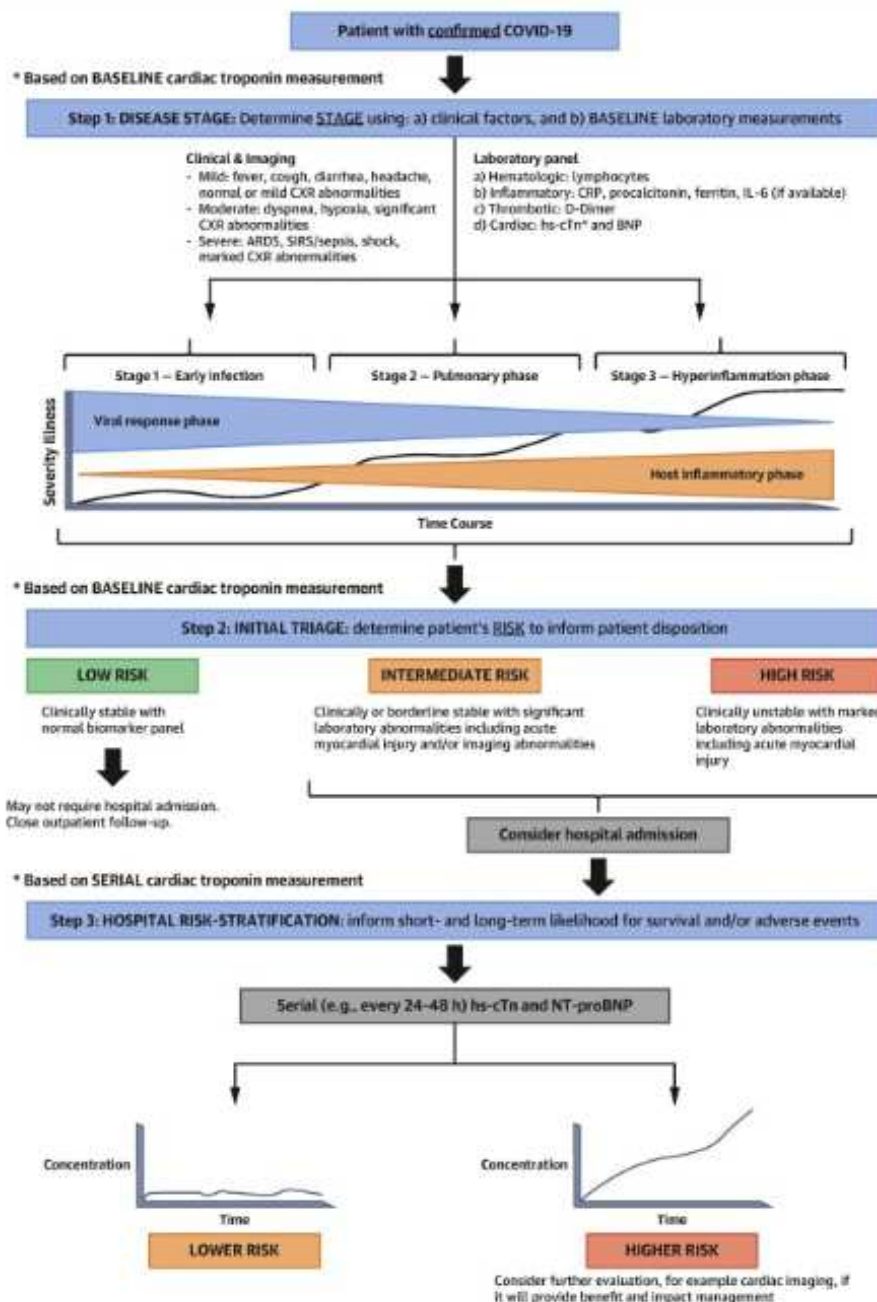 Patient with confirmed COVID-19
* Based on BASELINE cardiac troponin measurement
Step 1: DISEASE STAGE: Determine STAGE using: a) clinical factors, and b) BASELINE laboratory measurements
Clinical & Imaging
- Mild: fever, cough, diarrhea, headache,
normal or mild CXR abnormalities
- Moderate: dyspnea, hypoxia, significant
CXR abnormalities
- Severe: ARDS, SIRS/sepsis, shock,
marked CXR abnormalities
Laboratory panel
a) Hematologic: lymphocytes
b) Inflammatory: CRP, procalcitonin, ferritin, IL-6 (if available)
c) Thrombotic: D-Dimer
d) Cardiac: hs-cTn* and BNP
Stage 1 – Early infection
Stage 2 – Pulmonary phase
Stage 3 – Hyperinflammation phase
Severity Illness
Viral response phase
Host inflammatory phase
Time Course
* Based on BASELINE cardiac troponin measurement
Step 2: INITIAL TRIAGE: determine patient's RISK to inform patient disposition
LOW RISK
Clinically stable with
normal biomarker panel
May not require hospital admission.
Close outpatient follow-up.
INTERMEDIATE RISK
Clinically or borderline stable with significant
laboratory abnormalities including acute
myocardial injury and/or imaging abnormalities
HIGH RISK
Clinically unstable with marked
laboratory abnormalities
including acute myocardial
injury
Consider hospital admission
* Based on SERIAL cardiac troponin measurement
Step 3: HOSPITAL RISK-STRATIFICATION: inform short- and long-term likelihood for survival and/or adverse events
Serial (e.g., every 24-48 h) hs-cTn and NT-proBNP
Concentration
Time
LOWER RISK
Concentration
Time
HIGHER RISK
Consider further evaluation, for example cardiac imaging, if
it will provide benefit and impact management